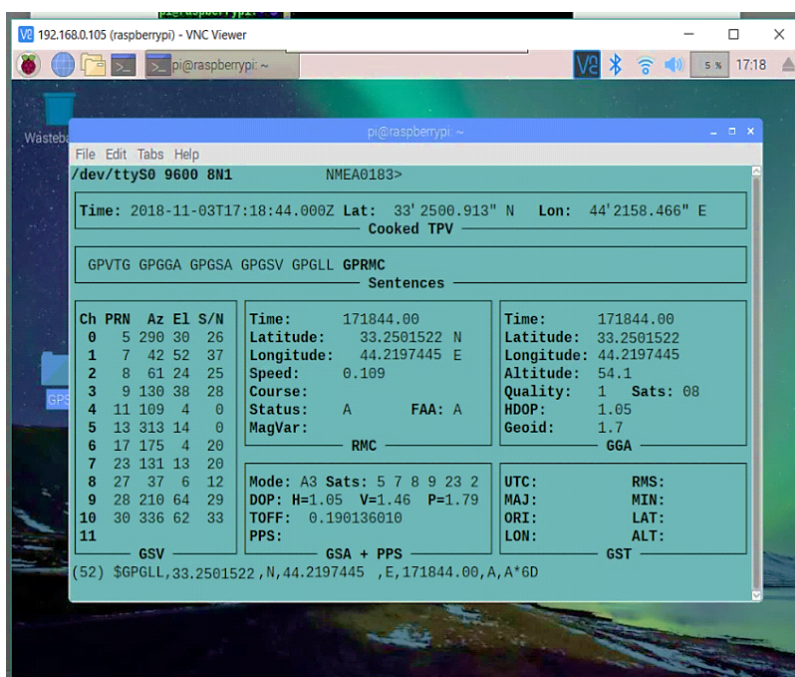 pi@raspberrypi: ~ $
192.168.0.105 (raspberrypi) - VNC Viewer
pi@raspberrypi: ~
5 %
17:18
pi@raspberrypi: ~
File Edit Tabs Help
/dev/ttyS0 9600 8N1 NMEA0183>
Time: 2018-11-03T17:18:44.000Z Lat: 33' 2500.913" N Lon: 44'2158.466" E
Cooked TPV
GPVTG GPGGA GPGSA GPGSV GPGLL GPRMC
Sentences
Ch PRN Az El S/N
0 5 290 30 26
1 7 42 52 37
2 8 61 24 25
3 9 130 38 28
4 11 109 4 0
5 13 313 14 0
6 17 175 4 20
7 23 131 13 20
8 27 37 6 12
9 28 210 64 29
10 30 336 62 33
11
GSV
Time: 171844.00
Latitude: 33.2501522 N
Longitude: 44.2197445 E
Speed: 0.109
Course:
Status: A FAA: A
MagVar:
RMC
Time: 171844.00
Latitude: 33.2501522
Longitude: 44.2197445
Altitude: 54.1
Quality: 1 Sats: 08
HDOP: 1.05
Geoid: 1.7
GGA
Mode: A3 Sats: 5 7 8 9 23 2
DOP: H=1.05 V=1.46 P=1.79
TOFF: 0.190136010
PPS:
GSA + PPS
UTC: RMS:
MAJ: MIN:
ORI: LAT:
LON: ALT:
GST
(52) $GPGLL,33.2501522,N,44.2197445 ,E,171844.00,A,A*6D